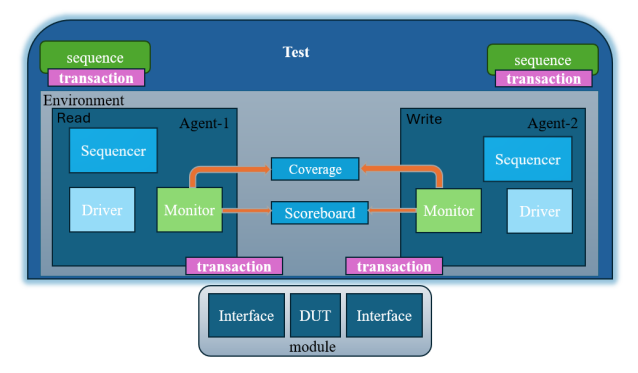 sequence
Test
sequence
transaction
transaction
Environment
Read
Agent-1
Write
Agent-2
Sequencer
Sequencer
Coverage
Driver
Monitor
Scoreboard
Monitor
Driver
transaction
transaction
Interface
DUT
Interface
module